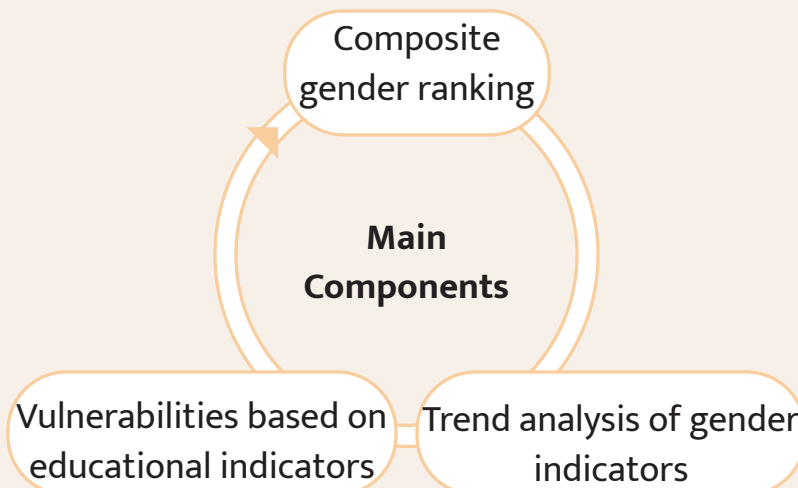 Composite
gender ranking
Main
Components
Vulnerabilities based on
educational indicators
Trend analysis of gender
indicators